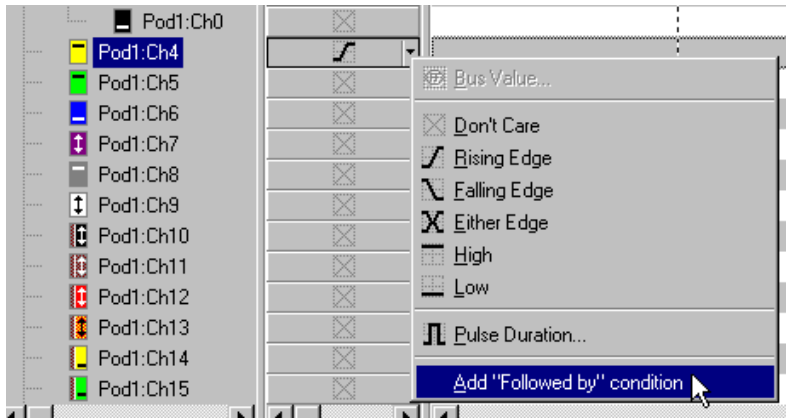 Pod1:Ch0
Pod1:Ch4
Pod1:Ch5
Pod1:Ch6
Pod1:Ch7
Pod1:Ch8
Pod1:Ch9
Pod1:Ch10
Pod1:Ch11
Pod1:Ch12
Pod1:Ch13
Pod1:Ch14
Pod1:Ch15
Bus Value...
Don't Care
Rising Edge
Falling Edge
Either Edge
High
Low
Pulse Duration...
Add "Followed by" condition